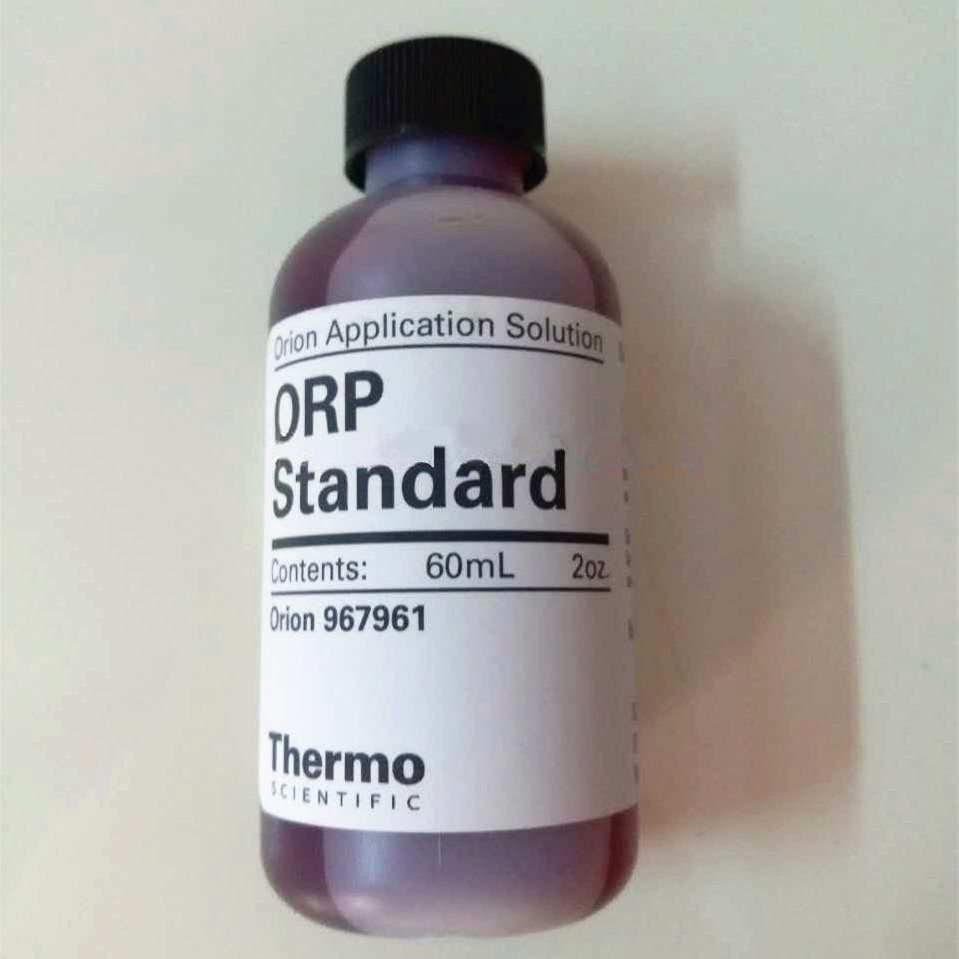 Orion Application Solution
ORP
Standard
Contents: 60mL 2oz.
Orion 967961
Thermo
SCIENTIFIC